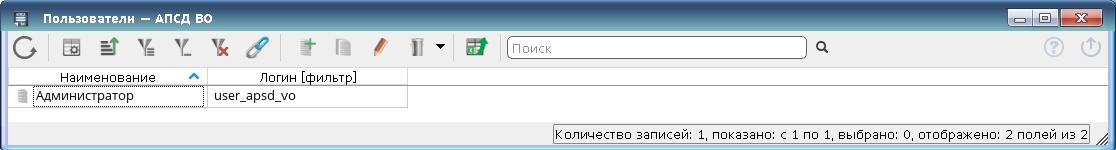 Пользователи — АПСД ВО
Поиск
Наименование Логин [фильтр]
Администратор user_apsd_vo
Количество записей: 1, показано: с 1 по 1, выбрано: 0, отображено: 2 полей из 2